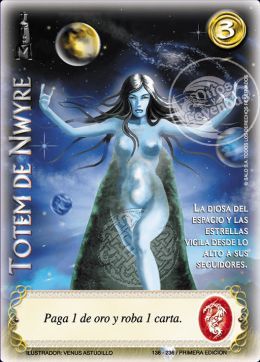 3
TOTEM DE NWYRE
LA DIOSA DEL
ESPACIO Y LAS
ESTRELLAS
VIGILA DESDE LO
ALTO A SUS
SEGUIDORES.
Paga 1 de oro y roba 1 carta.
ILUSTRADOR: VENUS ASTUDILLO
136 - 236 / PRIMERA EDICION